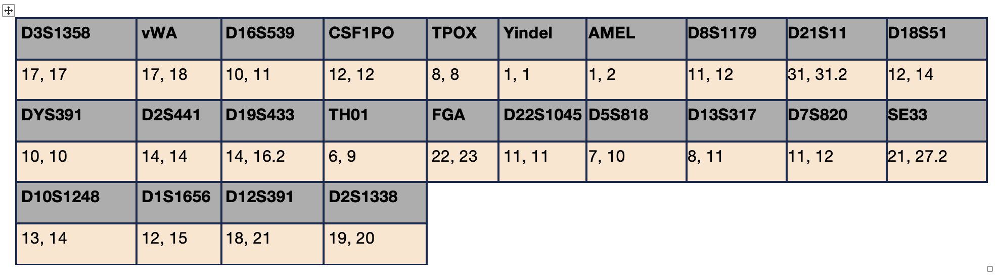 D3S1358 vWA D16S539 CSF1PO TPOX Yindel AMEL D8S1179 D21S11 D18S51
17, 17 17, 18 10, 11 12, 12 8, 8 1, 1 1, 2 11, 12 31, 31.2 12, 14
DYS391 D2S441 D19S433 TH01 FGA D22S1045 D5S818 D13S317 D7S820 SE33
10, 10 14, 14 14, 16.2 6, 9 22, 23 11, 11 7, 10 8, 11 11, 12 21, 27.2
D10S1248 D1S1656 D12S391 D2S1338
13, 14 12, 15 18, 21 19, 20